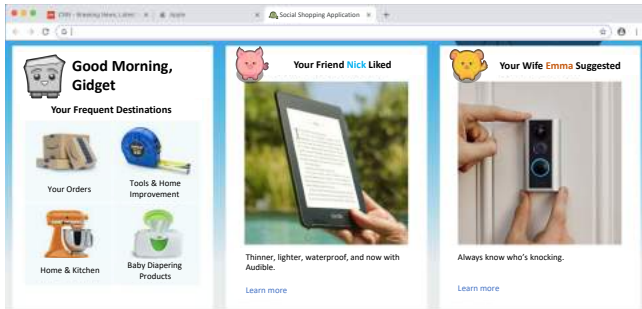 CNN - Breaking News, Latest
Apple
Social Shopping Application
Good Morning,
Gidget
Your Frequent Destinations
Your Orders
Tools & Home
Improvement
Home & Kitchen
Baby Diapering
Products
Your Friend Nick Liked
Thinner, lighter, waterproof, and now with
Audible.
Learn more
Your Wife Emma Suggested
Always know who's knocking.
Learn more